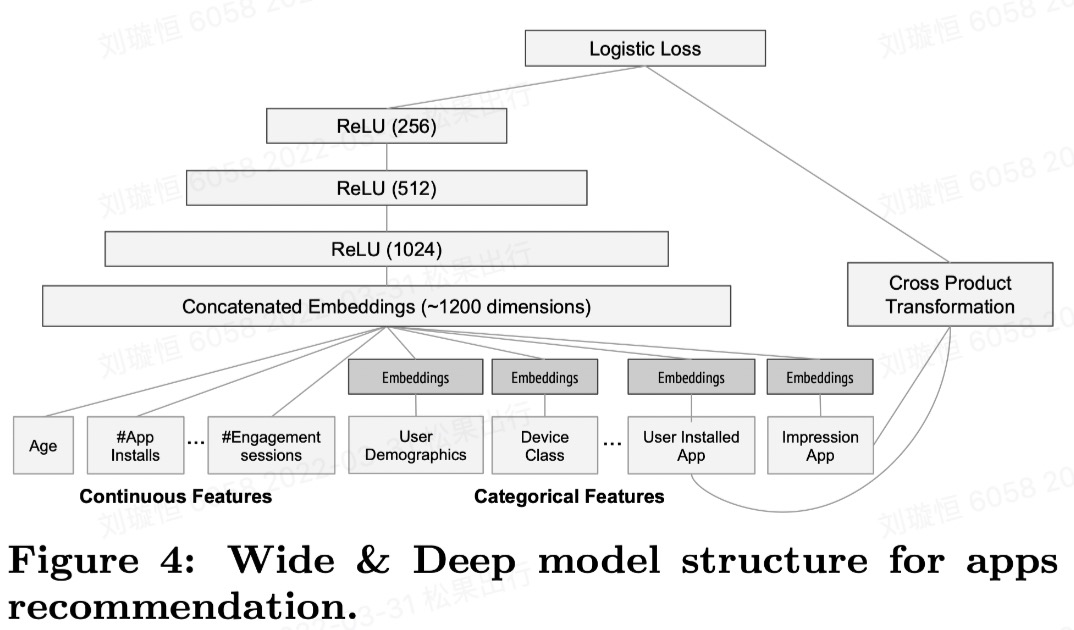 Logistic Loss
ReLU (256)
ReLU (512)
ReLU (1024)
Concatenated Embeddings (~1200 dimensions)
Cross Product
Transformation
Embeddings
Embeddings
Embeddings
Embeddings
Age
#App
Installs
...
#Engagement
sessions
User
Demographics
Device
Class
...
User Installed
App
Impression
App
Continuous Features
Categorical Features
Figure 4: Wide & Deep model structure for apps
recommendation.
刘璇恒 6058 2022-03-31 松果出行